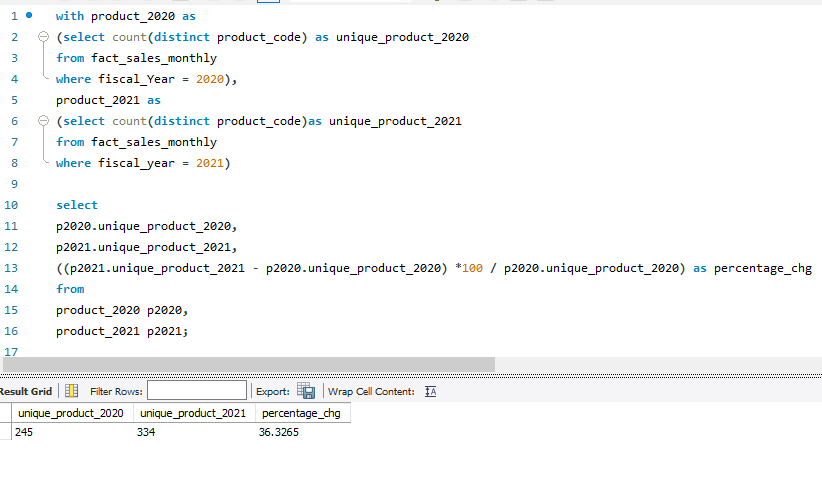 1 with product_2020 as
2 (select count(distinct product_code) as unique_product_2020
3 from fact_sales_monthly
4 where fiscal_Year = 2020),
5 product_2021 as
6 (select count(distinct product_code)as unique_product_2021
7 from fact_sales_monthly
8 where fiscal_year = 2021)
9
10 select
11 p2020.unique_product_2020,
12 p2021.unique_product_2021,
13 ((p2021.unique_product_2021 - p2020.unique_product_2020) *100 / p2020.unique_product_2020) as percentage_chg
14 from
15 product_2020 p2020,
16 product_2021 p2021;
17
Result Grid Filter Rows: Export: Wrap Cell Content: IA
unique_product_2020 unique_product_2021 percentage_chg
245 334 36.3265